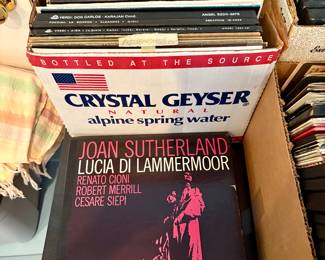 VERDI: DON CARLOS · KARAJAN Cond.
BOTTLED AT THE SOURCE
CRYSTAL GEYSER
NATURAL
alpine spring water
JOAN SUTHERLAND
LUCIA DI LAMMERMOOR
RENATO CIONI
ROBERT MERRILL
CESARE SIEPI